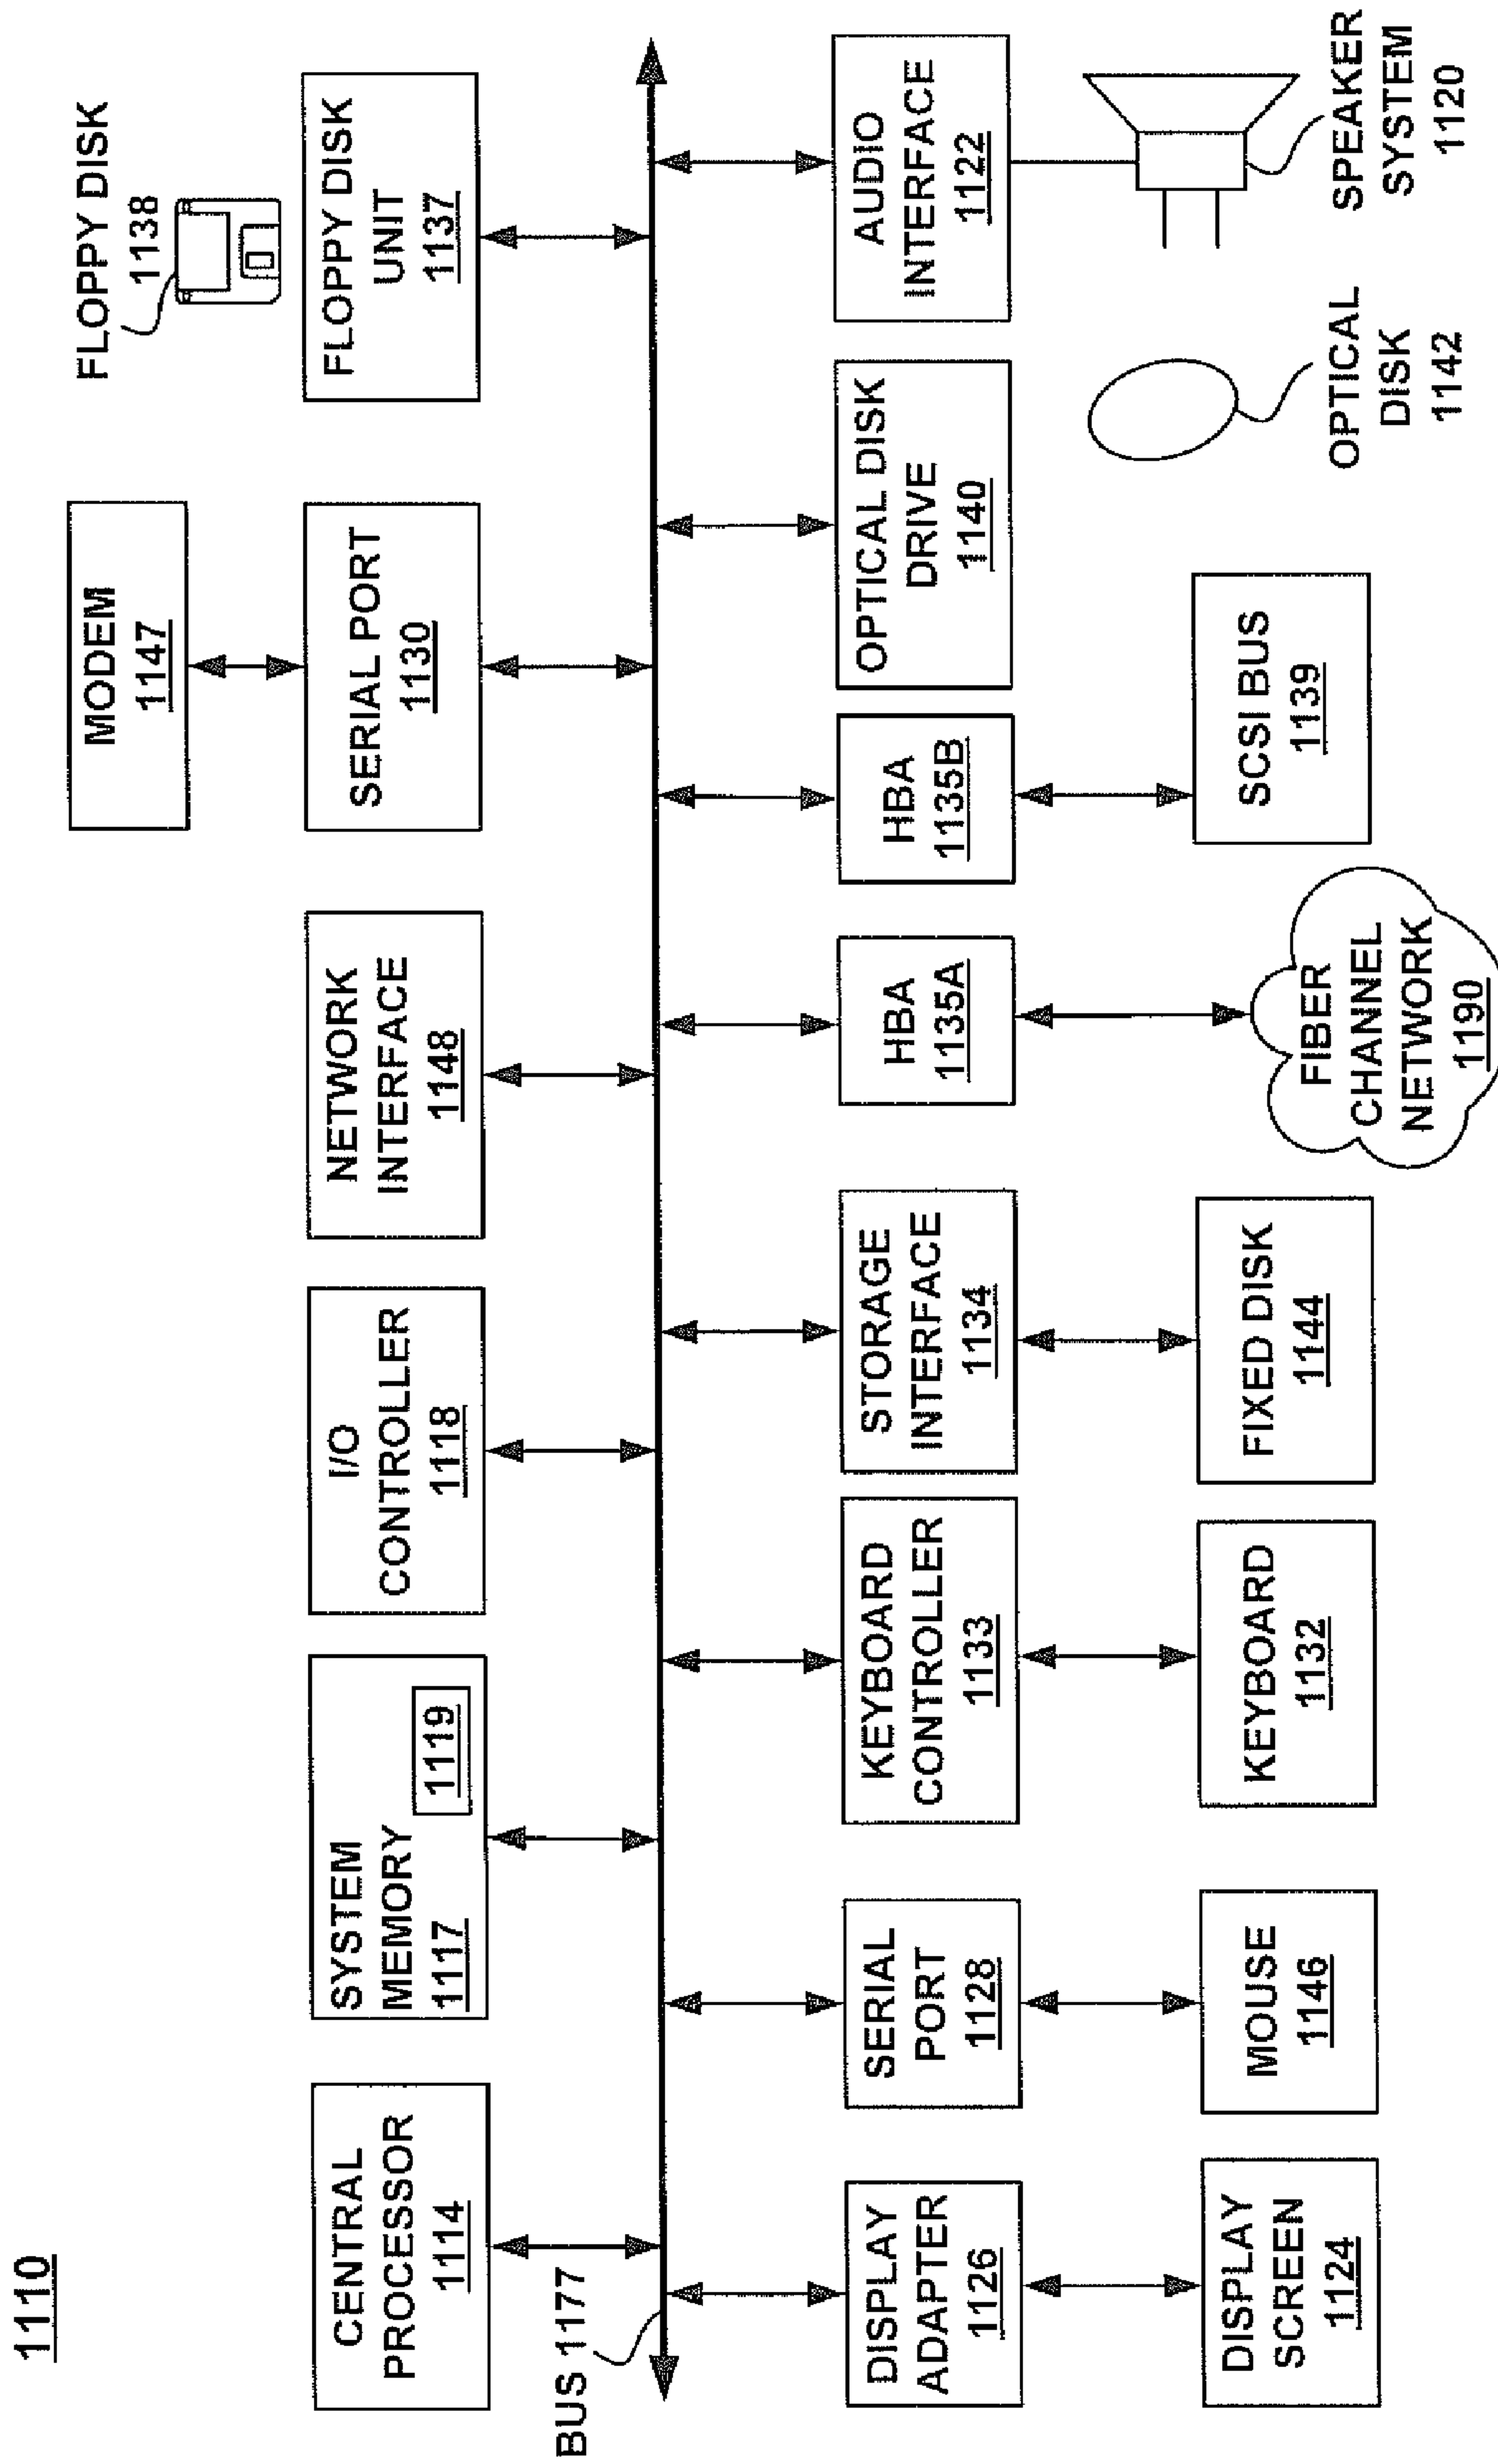 1110
CENTRAL
PROCESSOR
1114
SYSTEM
MEMORY
1117
1119
I/O
CONTROLLER
1118
NETWORK
INTERFACE
1148
MODEM
1147
SERIAL PORT
1130
FLOPPY DISK
1138
FLOPPY DISK
UNIT
1137
BUS 1177
DISPLAY
ADAPTER
1126
SERIAL
PORT
1128
KEYBOARD
CONTROLLER
1133
STORAGE
INTERFACE
1134
HBA
1135A
HBA
1135B
OPTICAL DISK
DRIVE
1140
AUDIO
INTERFACE
1122
DISPLAY
SCREEN
1124
MOUSE
1146
KEYBOARD
1132
FIXED DISK
1144
FIBER
CHANNEL
NETWORK
1190
SCSI BUS
1139
OPTICAL
DISK
1142
SPEAKER
SYSTEM
1120